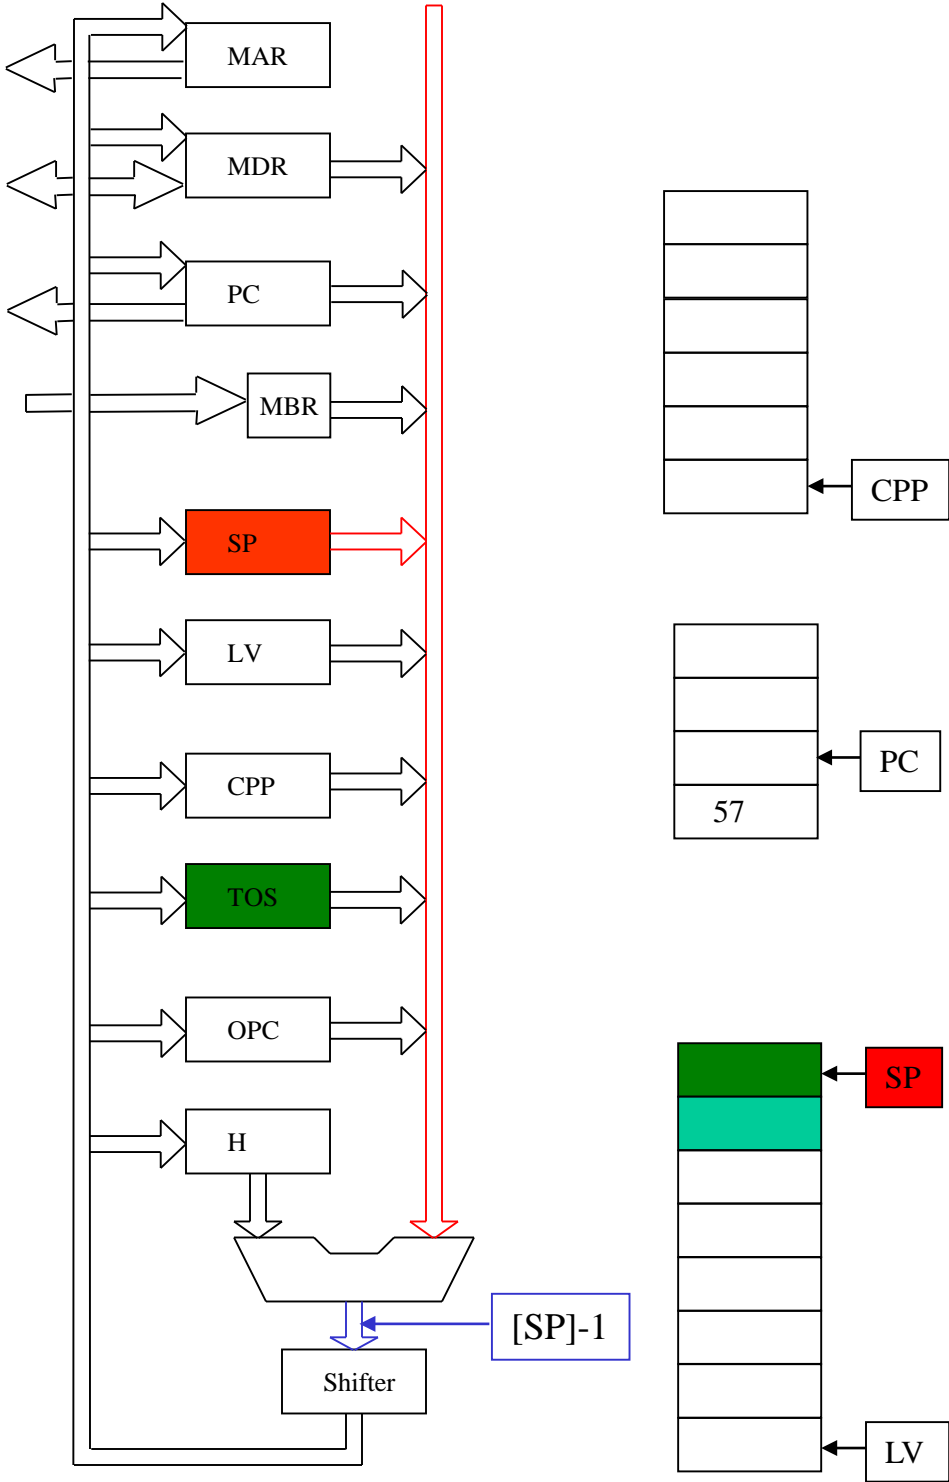 MAR
MDR
PC
MBR
SP
LV
CPP
TOS
OPC
H
[SP]-1
Shifter
CPP
PC
57
SP
LV